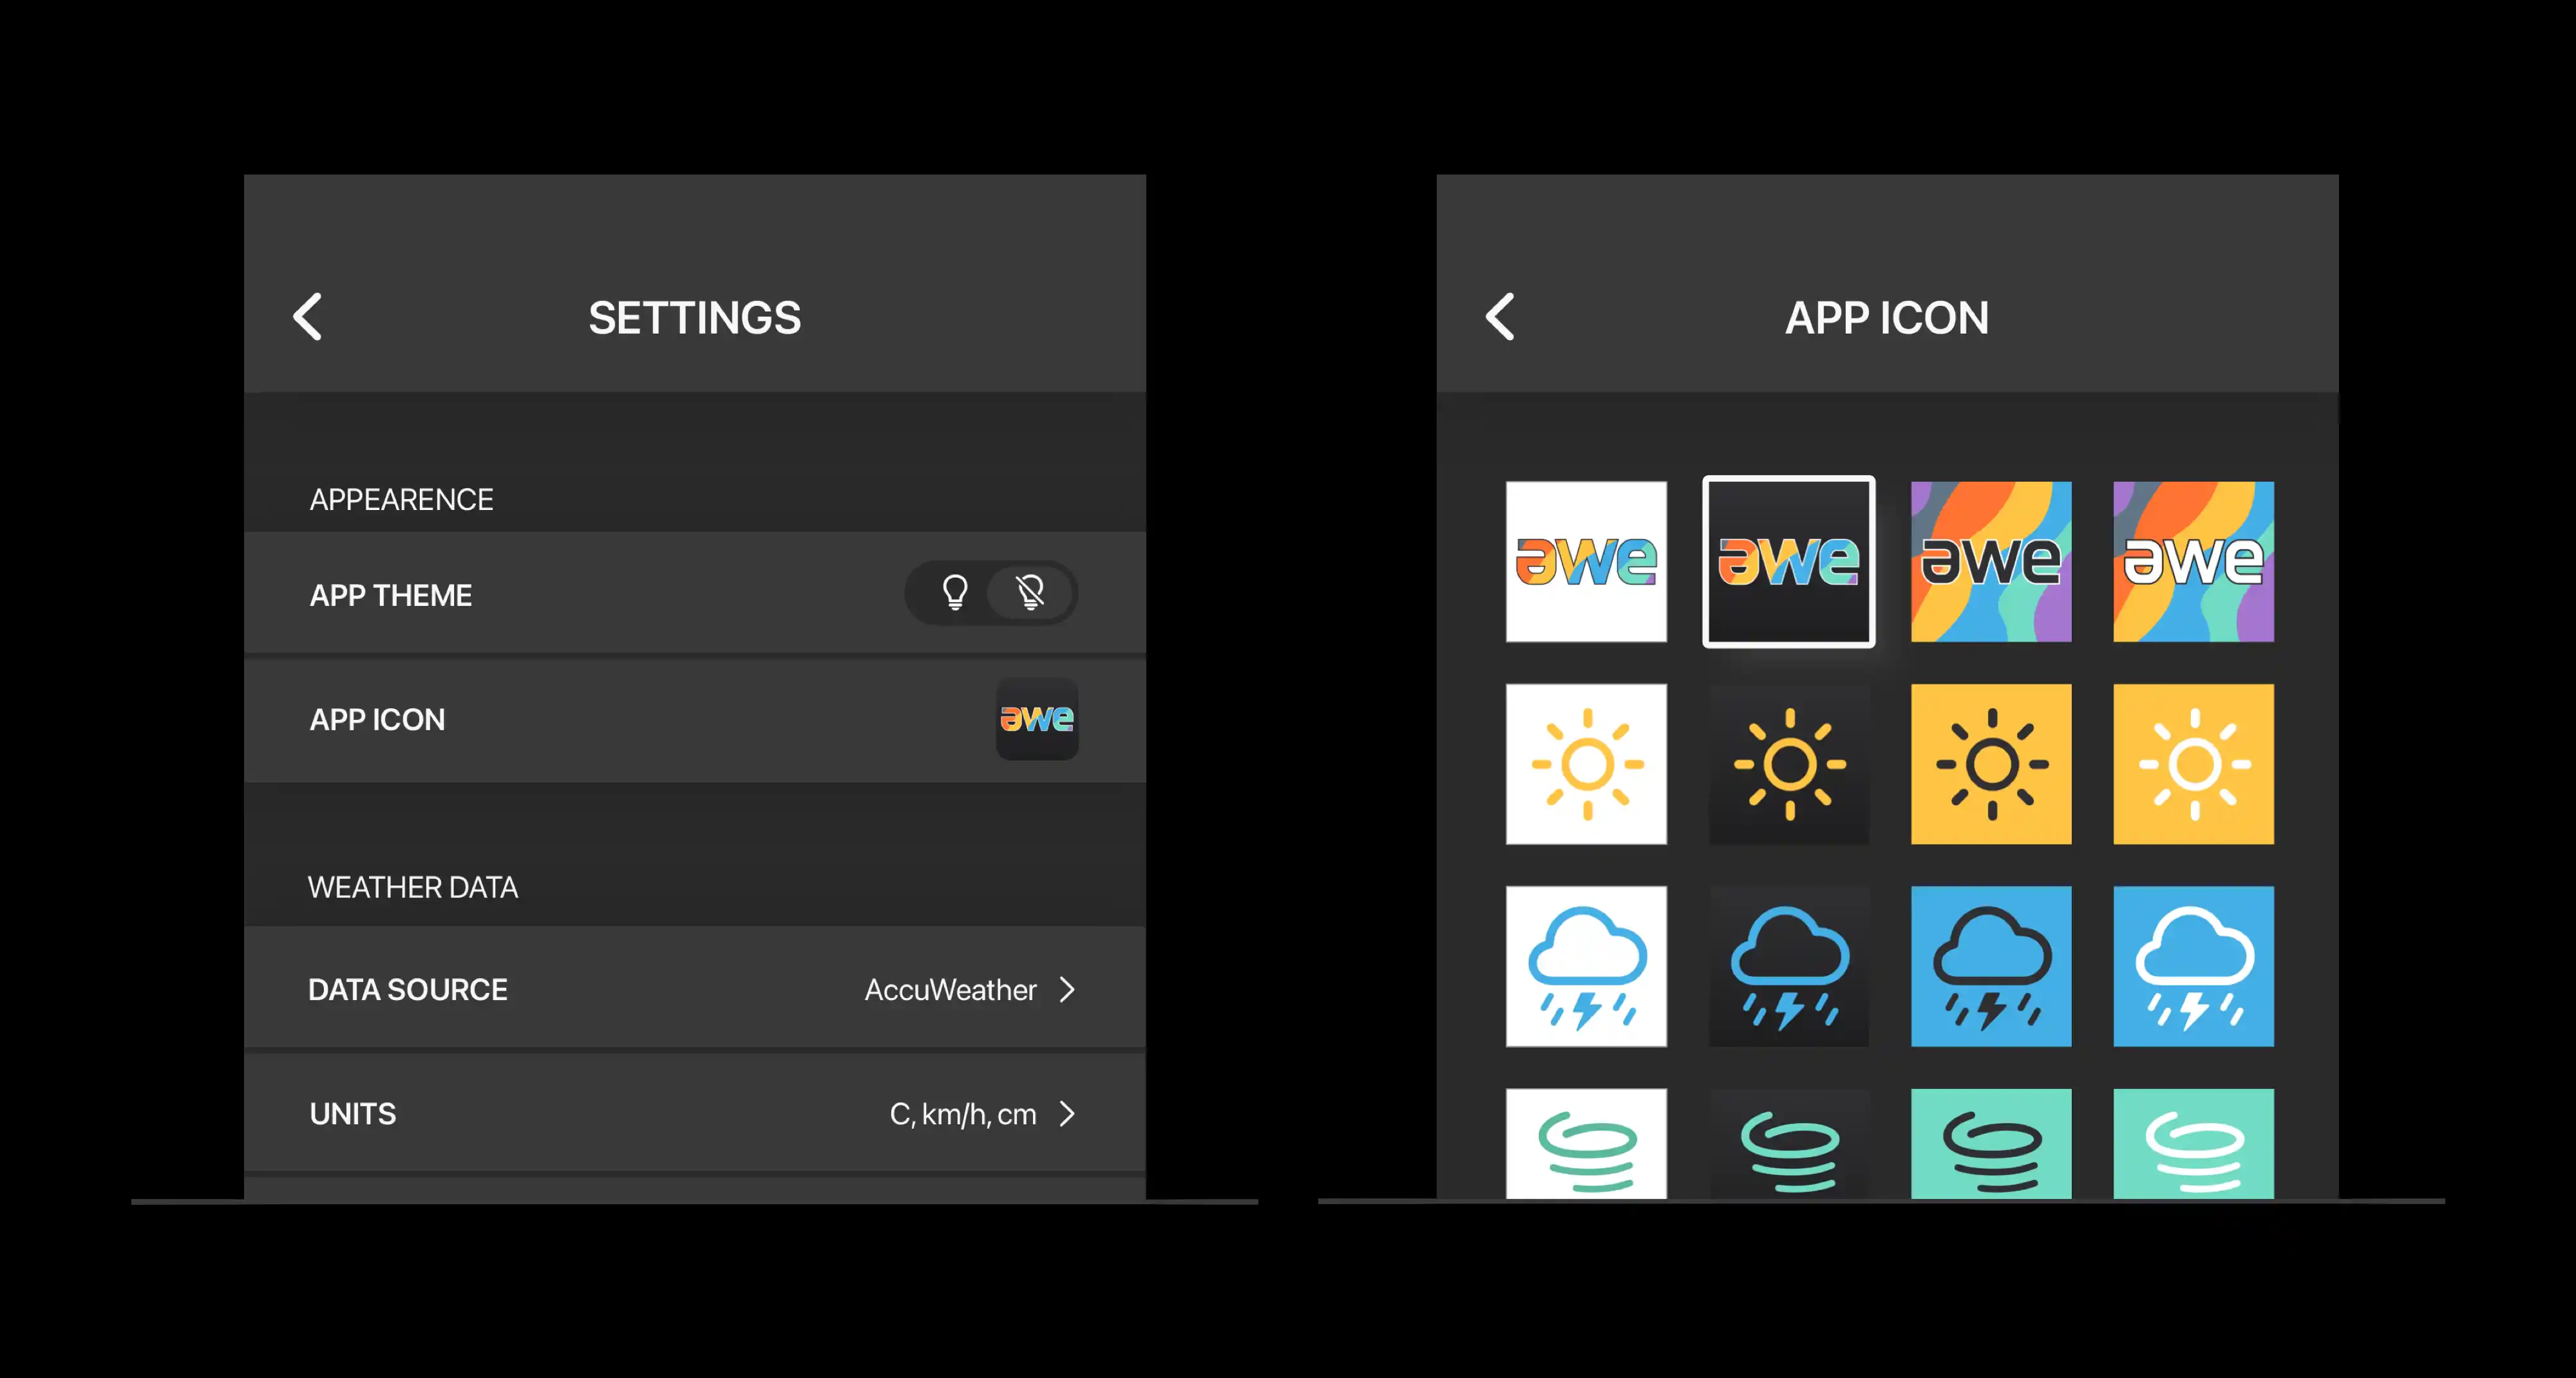 SETTINGS
APPEARENCE
APP THEME
APP ICON
awe
WEATHER DATA
DATA SOURCE
AccuWeather
UNITS
C, km/h, cm
APP ICON
awe
awe
awe
awe